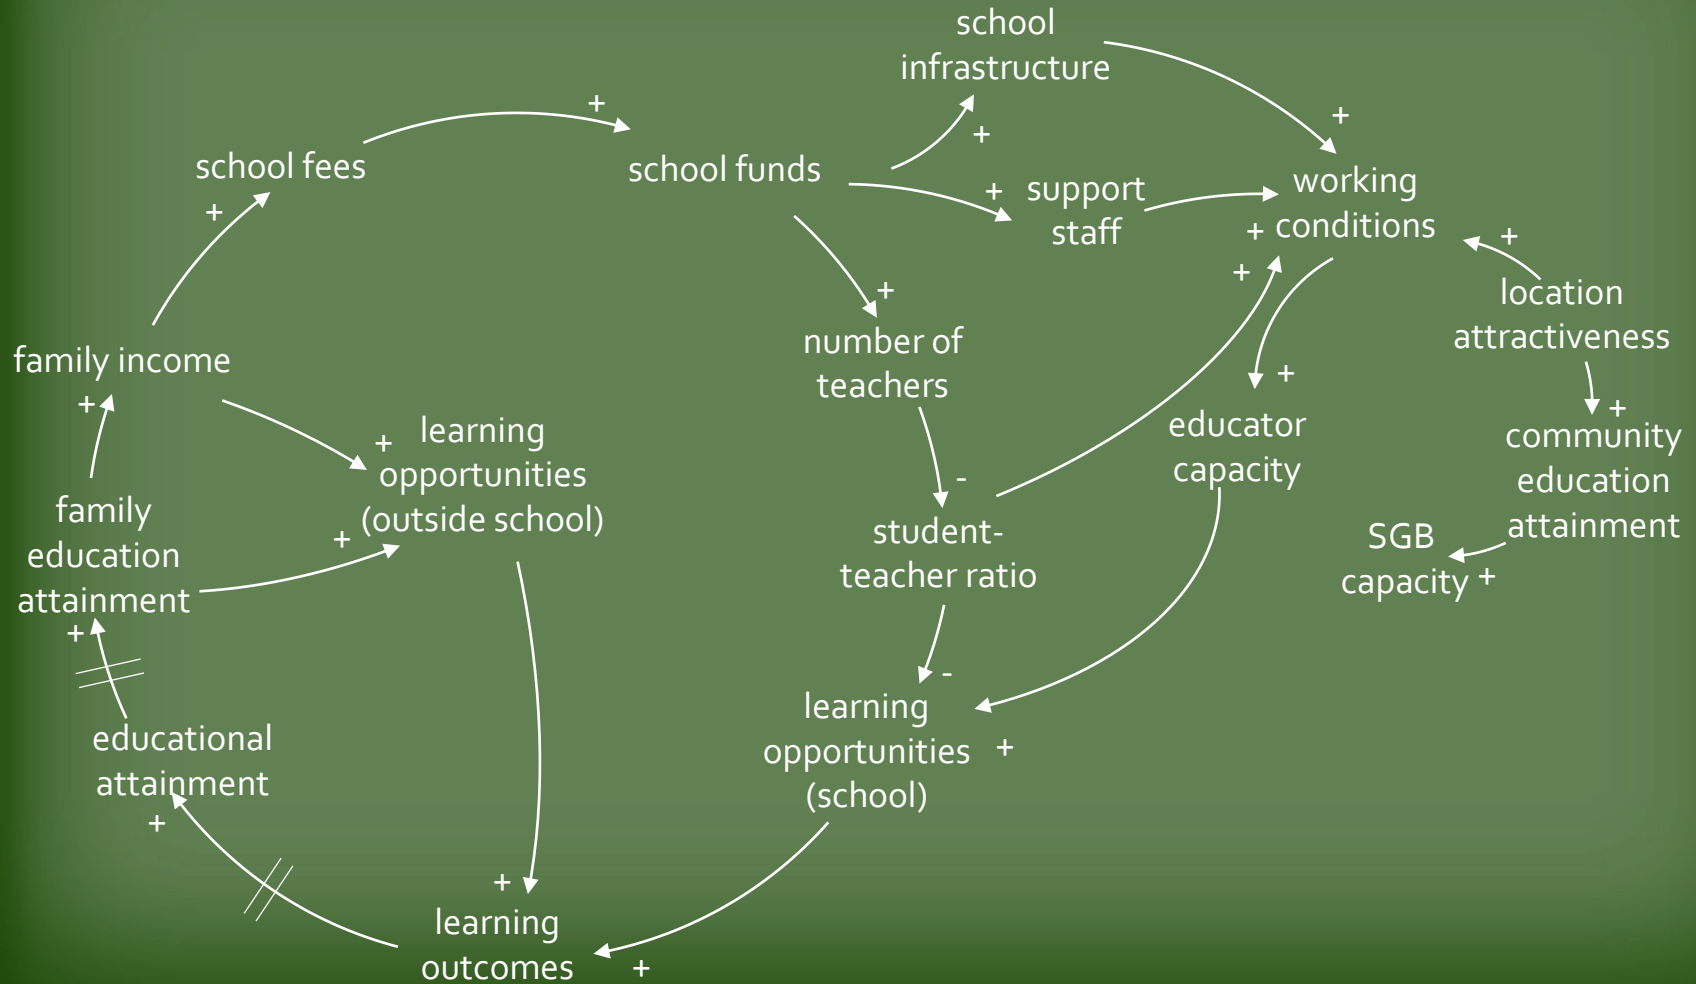 school
infrastructure
+
+
+
school fees
school funds
+
support
staff
working
conditions
+
+
+
+
+
location
attractiveness
number of
teachers
family income
+
+
+
community
education
attainment
learning
opportunities
(outside school)
+
educator
capacity
-
family
education
attainment
+
student-
teacher ratio
SGB
capacity +
+
-
learning
opportunities
(school)
+
educational
attainment
+
+
learning
outcomes
+